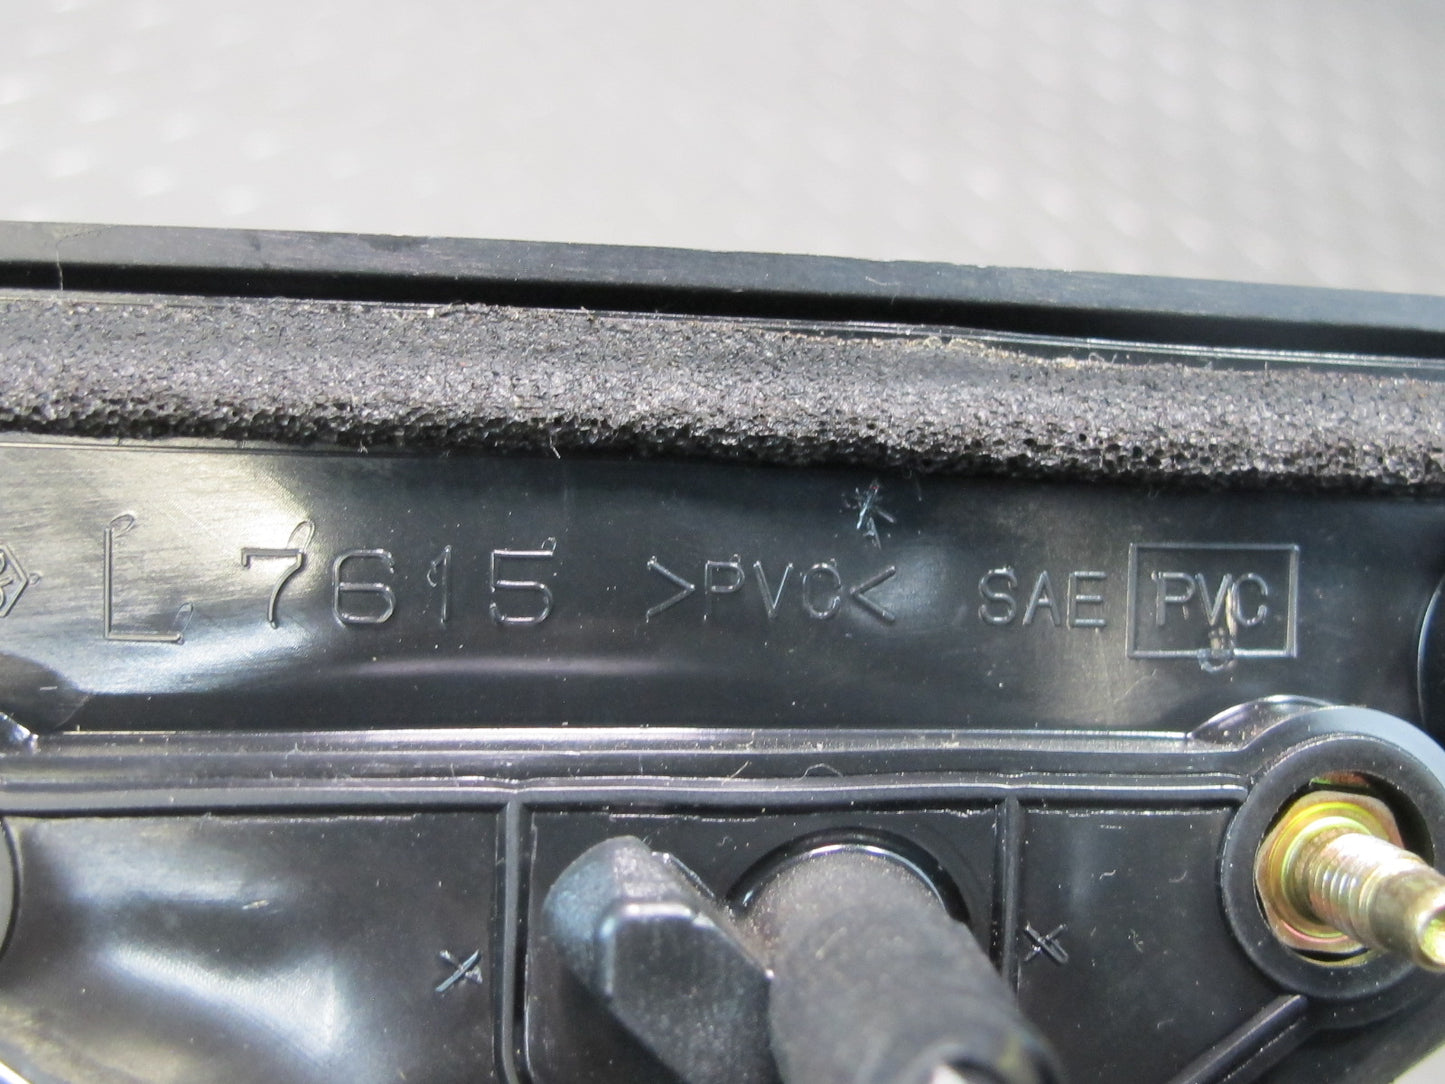 L 7615 >PVC< SAE PVC